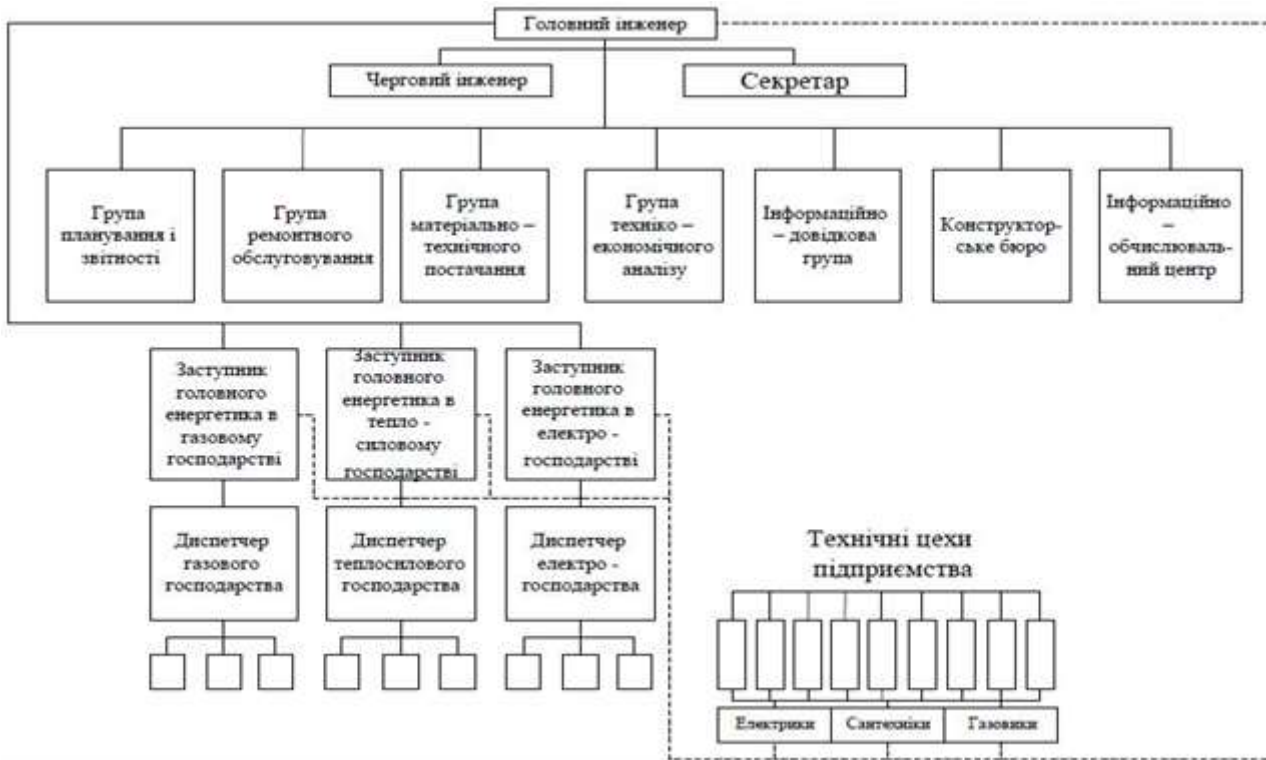 Головний інженер
Черговий інженер
Секретар
Група
планування і
звітності
Група
ремонтного
обслуговування
Група
матеріально –
технічного
постачання
Група
техніко –
економічного
аналізу
Інформаційно
– довідкова
група
Конструктор-
ське бюро
Інформаційно
–
обчислюваль-
ний центр
Заступник
головного
енергетика в
газовому
господарстві
Заступник
головного
енергетика в
тепло -
силовому
господарстві
Заступник
головного
енергетика в
електро -
господарстві
Диспетчер
газового
господарства
Диспетчер
теплосилового
господарства
Диспетчер
електро -
господарства
Технічні цехи
підприємства
Електрики
Сантехніки
Газовики